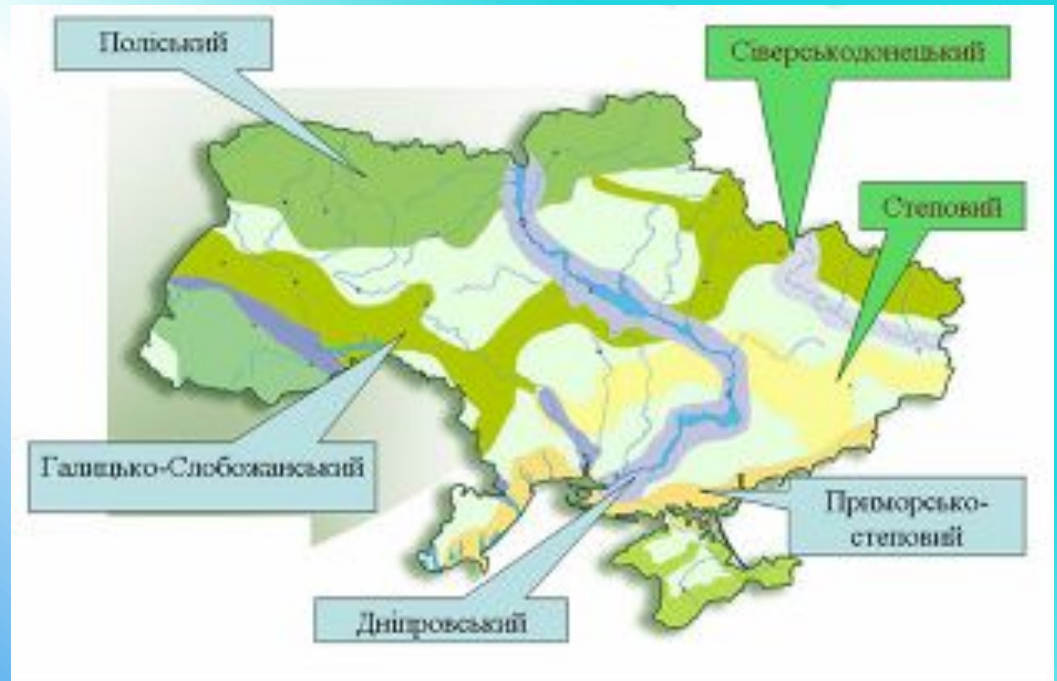 Поліський
Сіверськодонецький
Степовий
Галицько-Слобожанський
Приморсько-
степовий
Дніпровський